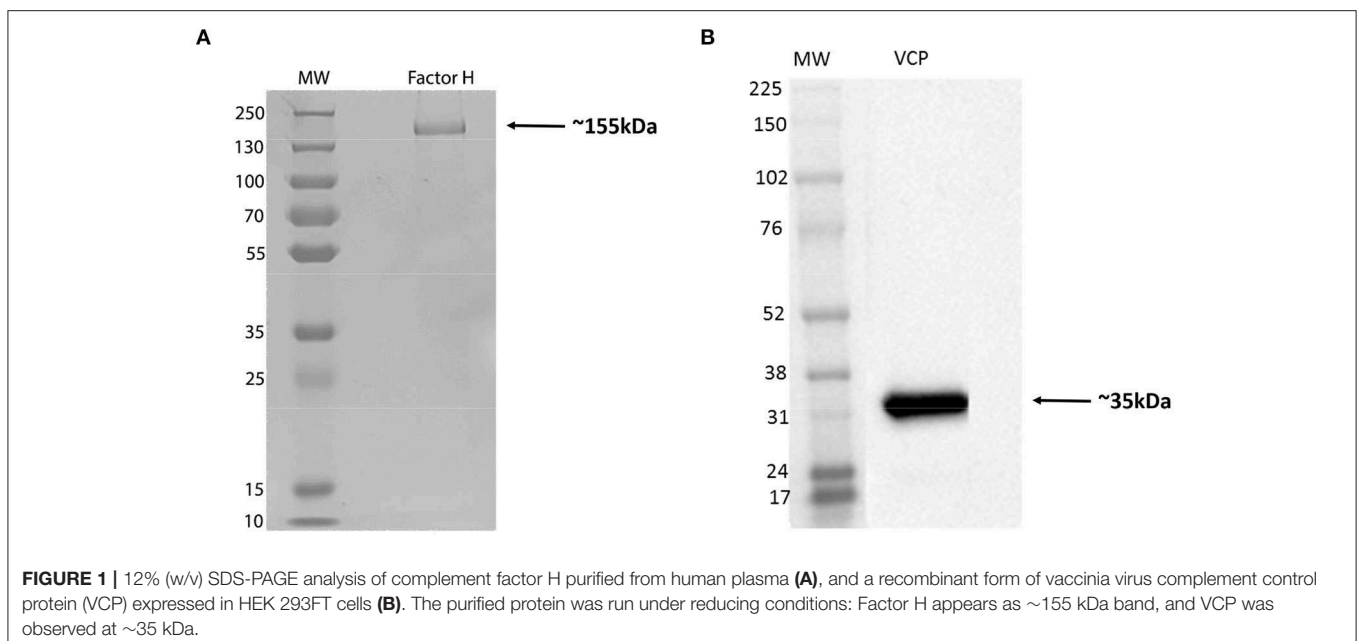 A
MW Factor H
250
~155kDa
130
100
70
55
35
25
15
10
B
MW VCP
225
150
102
76
52
38
~35kDa
31
24
17
FIGURE 1 | 12% (w/v) SDS-PAGE analysis of complement factor H purified from human plasma (A), and a recombinant form of vaccinia virus complement control
protein (VCP) expressed in HEK 293FT cells (B). The purified protein was run under reducing conditions: Factor H appears as ~155 kDa band, and VCP was
observed at ~35 kDa.